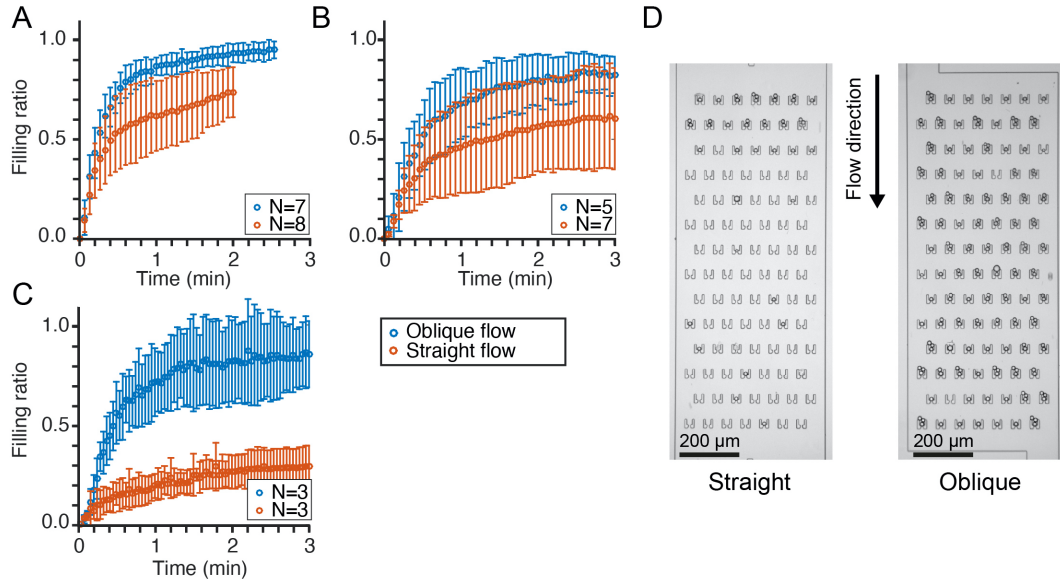 A
1.0
0.5
0.0
Filling ratio
N=7
N=8
0
1
2
3
Time (min)
B
1.0
0.5
0.0
N=5
N=7
0
1
2
3
Time (min)
C
1.0
0.5
0.0
Filling ratio
N=3
N=3
0
1
2
3
Time (min)
Oblique flow
Straight flow
D
Flow direction
200 µm
200 µm
Straight
Oblique